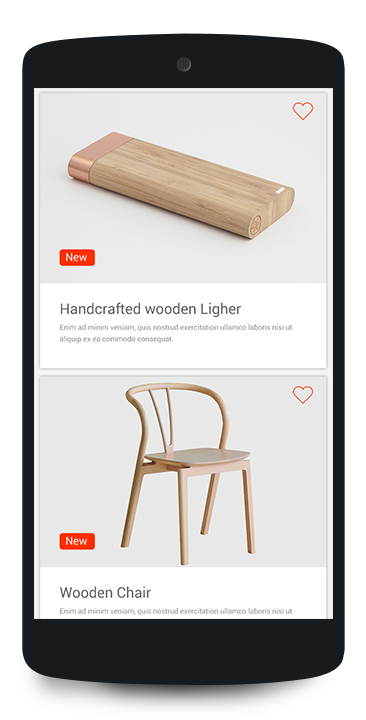 New
Handcrafted wooden Ligher
Enim ad minim veniam, quis nostrud exercitation ullamco laboris nisi ut
aliquip ex ea commodo consequat.
New
Wooden Chair
Enim ad minim veniam, quis nostrud exercitation ullamco laboris nisi ut